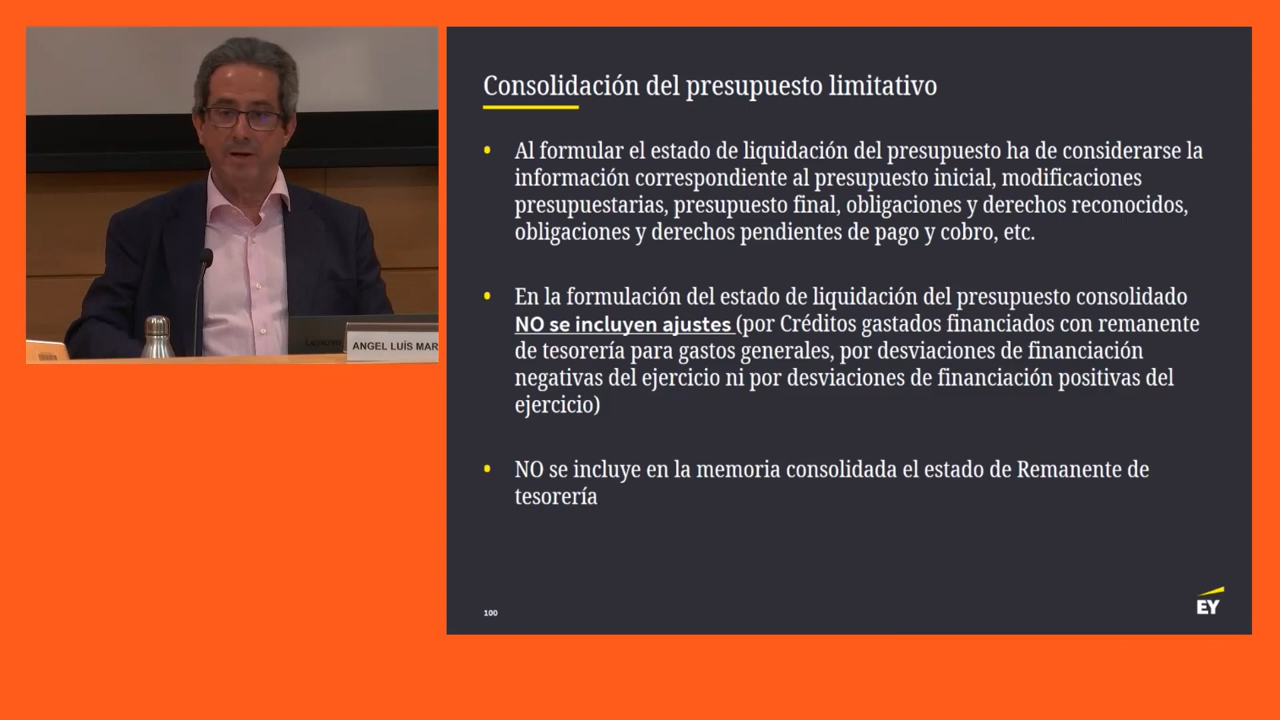 Consolidación del presupuesto limitativo
• Al formular el estado de liquidación del presupuesto ha de considerarse la
información correspondiente al presupuesto inicial, modificaciones
presupuestarias, presupuesto final, obligaciones y derechos reconocidos,
obligaciones y derechos pendientes de pago y cobro, etc.
• En la formulación del estado de liquidación del presupuesto consolidado
NO se incluyen ajustes (por Créditos gastados financiados con remanente
de tesorería para gastos generales, por desviaciones de financiación
negativas del ejercicio ni por desviaciones de financiación positivas del
ejercicio)
• NO se incluye en la memoria consolidada el estado de Remanente de
tesorería
100
EY
ANGEL LUÍS MAR